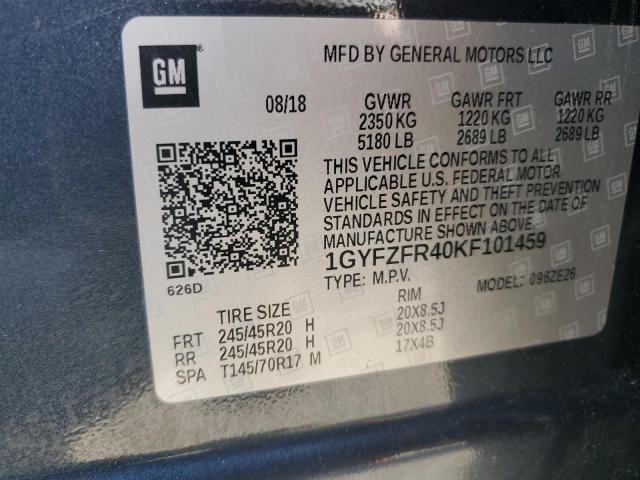 GM
MFD BY GENERAL MOTORS LLC
08/18 GVWR GAWR FRT GAWR RR
2350 KG 1220 KG 1220 KG
5180 LB 2689 LB 2689 LB
THIS VEHICLE CONFORMS TO ALL
APPLICABLE U.S. FEDERAL MOTOR
VEHICLE SAFETY AND THEFT PREVENTION
STANDARDS IN EFFECT ON THE DATE OF
MANUFACTURE SHOWN ABOVE.
1GYFZFR40KF101459
626D
TYPE: M.P.V. MODEL: 096ZE26
TIRE SIZE RIM
FRT 245/45R20 H 20X8.5J
RR 245/45R20 H 20X8.5J
SPA T145/70R17 M 17X4B